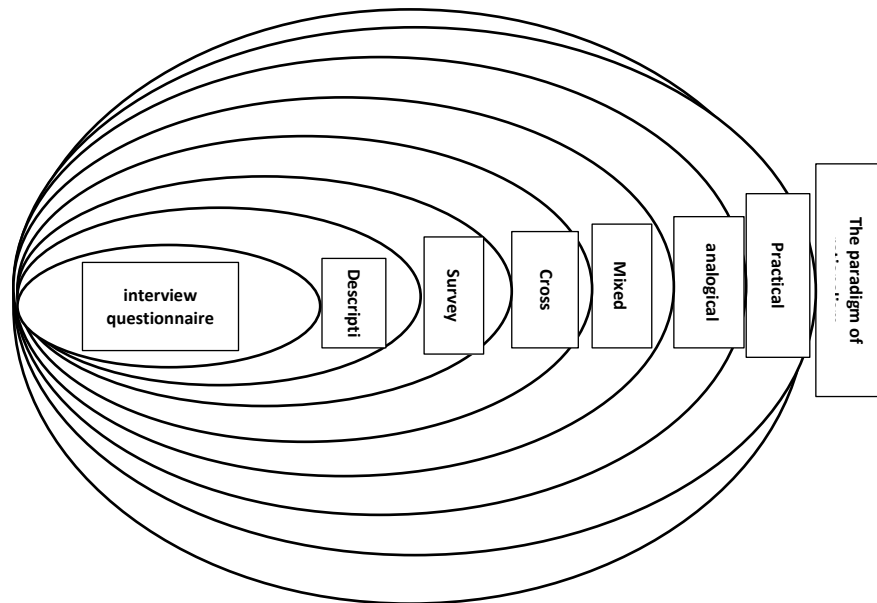 interview
questionnaire
Descripti
Survey
Cross
Mixed
analogical
Practical
The paradigm of